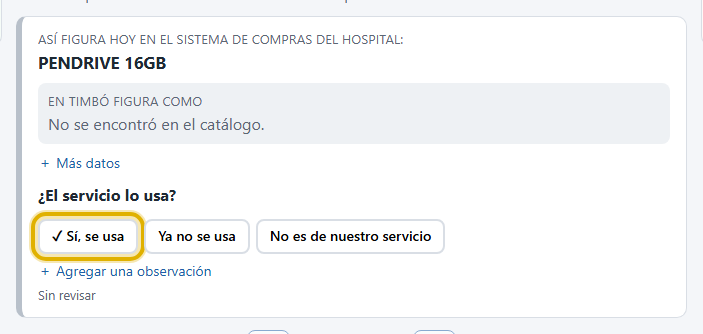 ASÍ FIGURA HOY EN EL SISTEMA DE COMPRAS DEL HOSPITAL:
PENDRIVE 16GB
EN TIMBÓ FIGURA COMO
No se encontró en el catálogo.
+ Más datos
¿El servicio lo usa?
✓ Sí, se usa Ya no se usa No es de nuestro servicio
+ Agregar una observación
Sin revisar